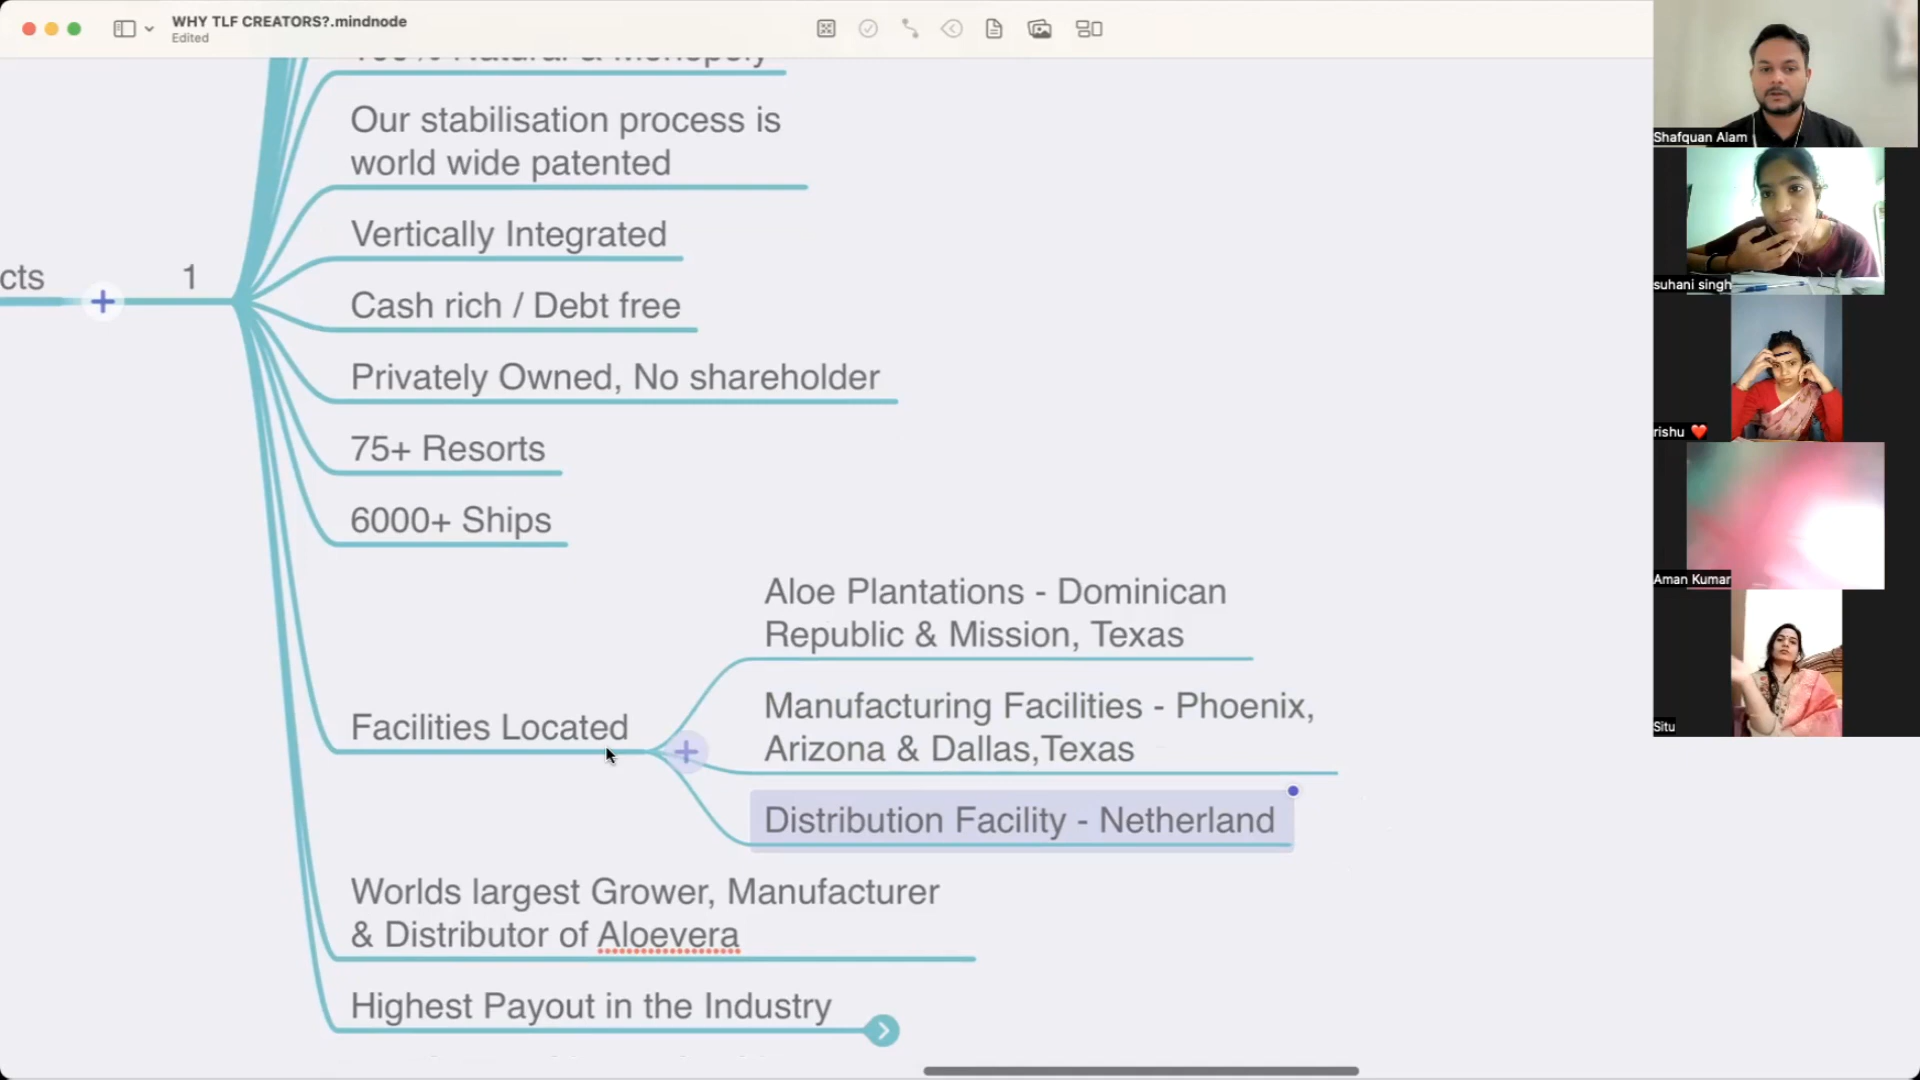 WHY TLF CREATORS?.mindnode
Edited
100% Natural & Monopoly
Our stabilisation process is
world wide patented
Vertically Integrated
cts
1
Cash rich / Debt free
Privately Owned, No shareholder
75+ Resorts
6000+ Ships
Facilities Located
Aloe Plantations - Dominican
Republic & Mission, Texas
Manufacturing Facilities - Phoenix,
Arizona & Dallas,Texas
Distribution Facility - Netherland
Worlds largest Grower, Manufacturer
& Distributor of Aloevera
Highest Payout in the Industry
Shafquan Alam
suhani singh
rishu ❤️
Aman Kumar
Situ